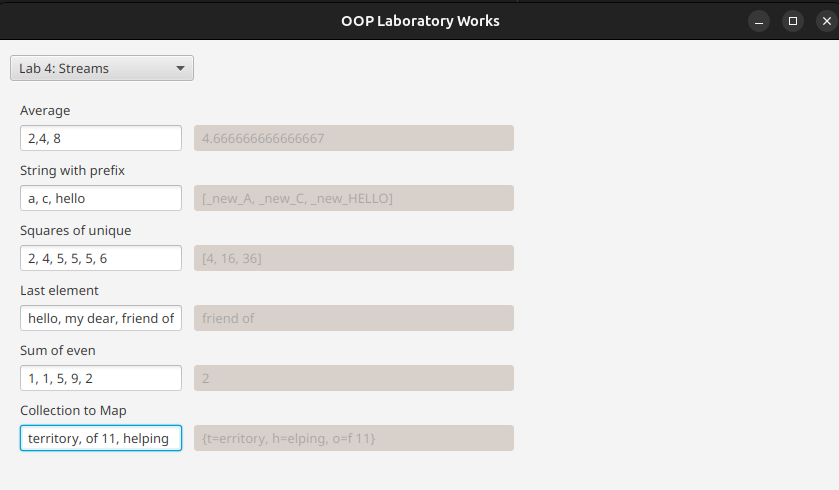 OOP Laboratory Works
Lab 4: Streams
Average
2,4, 8 4.666666666666667
String with prefix
a, c, hello [_new_A, _new_C, _new_HELLO]
Squares of unique
2, 4, 5, 5, 5, 6 [4, 16, 36]
Last element
hello, my dear, friend of friend of
Sum of even
1, 1, 5, 9, 2 2
Collection to Map
territory, of 11, helping {t=erritory, h=elping, o=f 11}